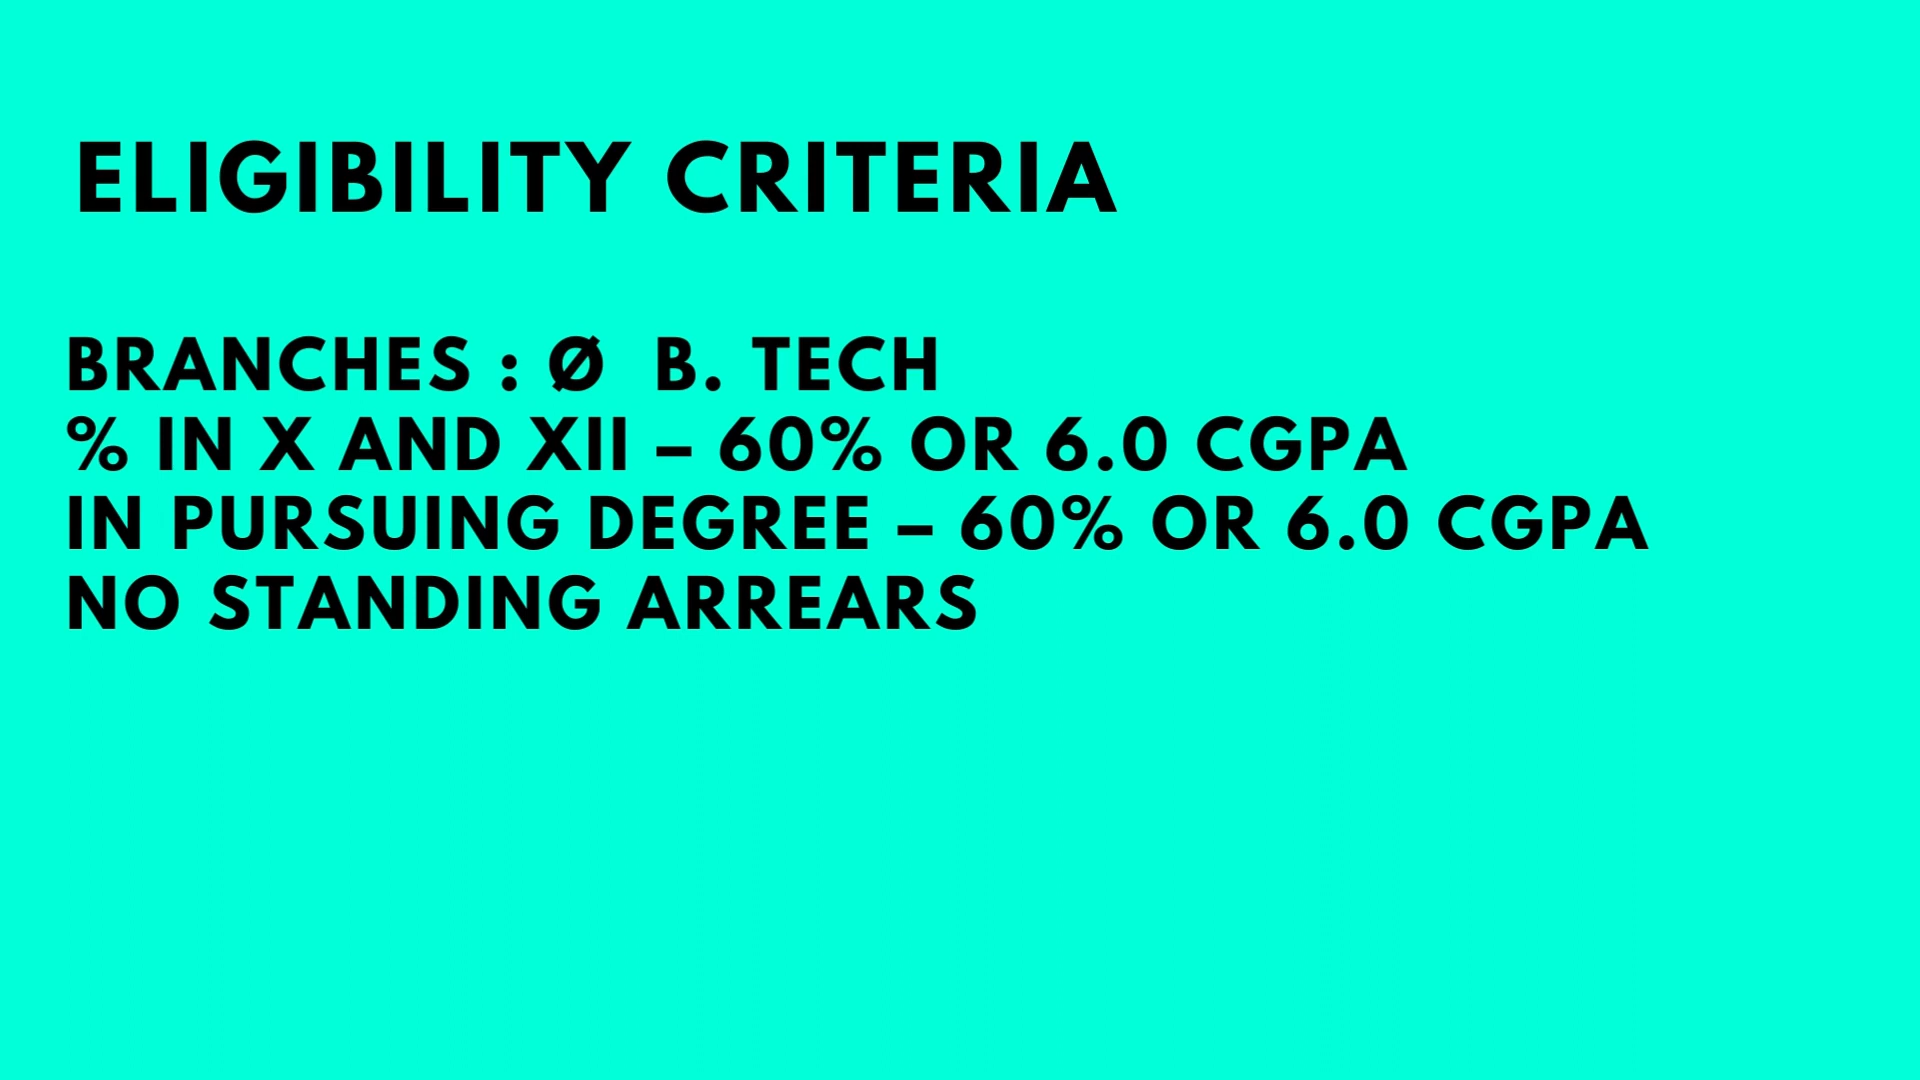 ELIGIBILITY CRITERIA
BRANCHES : Ø B. TECH
% IN X AND XII – 60% OR 6.0 CGPA
IN PURSUING DEGREE – 60% OR 6.0 CGPA
NO STANDING ARREARS